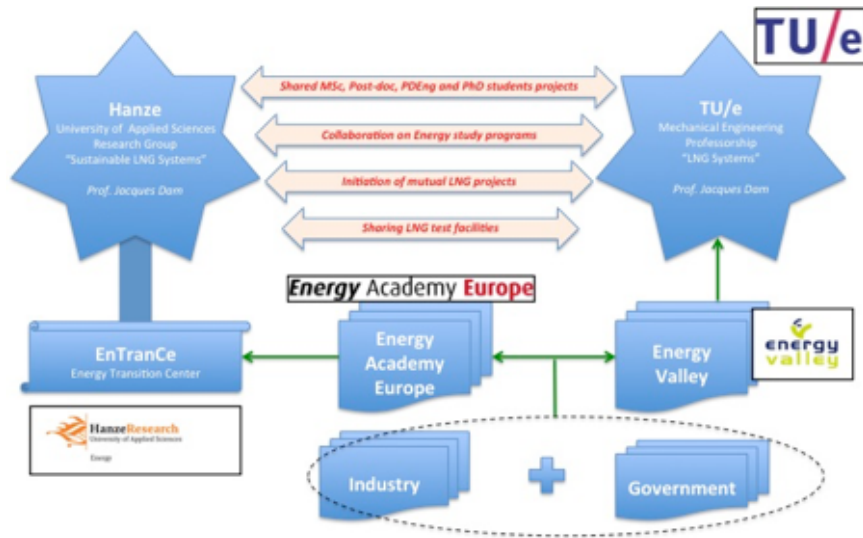 TU/e
Hanze
University of Applied Sciences
Research Group
"Sustainable LNG Systems"
Prof. Jacques Dam
Shared MSc, Post-doc, PDEng and PhD students projects
Collaboration on Energy study programs
Initiation of mutual LNG projects
Sharing LNG test facilities
TU/e
Mechanical Engineering
Professorship
"LNG Systems"
Prof. Jacques Dam
Energy Academy Europe
EnTranCe
Energy Transition Center
Energy
Academy
Europe
Energy
Valley
energy
valley
HanzeResearch
University of Applied Sciences
Energy
Industry
Government